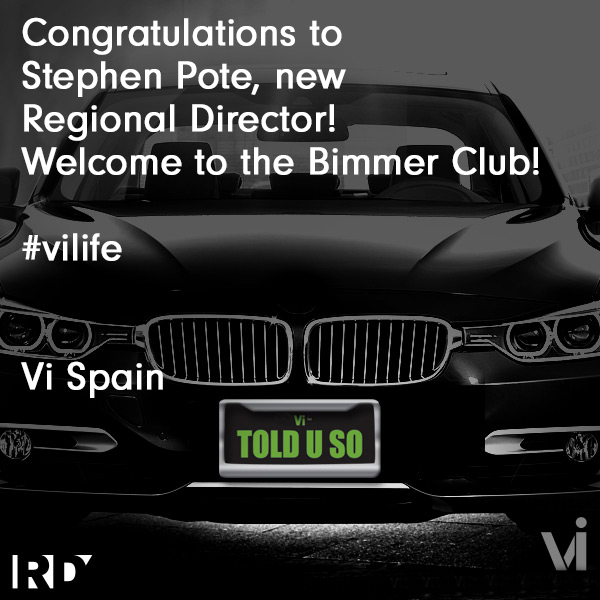 Congratulations to
Stephen Pote, new
Regional Director!
Welcome to the Bimmer Club!
#vilife
Vi Spain
Vi
TOLD U SO
RD
vi